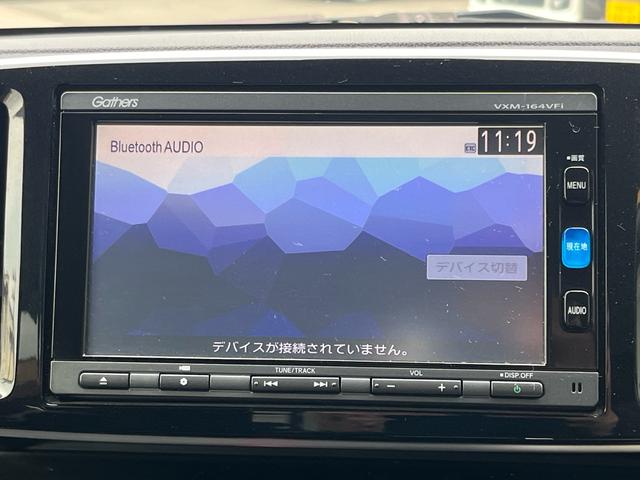 Gathers
VXM-164VFi
Bluetooth AUDIO
ETC
11:19
■画質
MENU
現在地
デバイス切替
AUDIO
デバイスが接続されていません。
TUNE/TRACK
VOL
■DISP.OFF